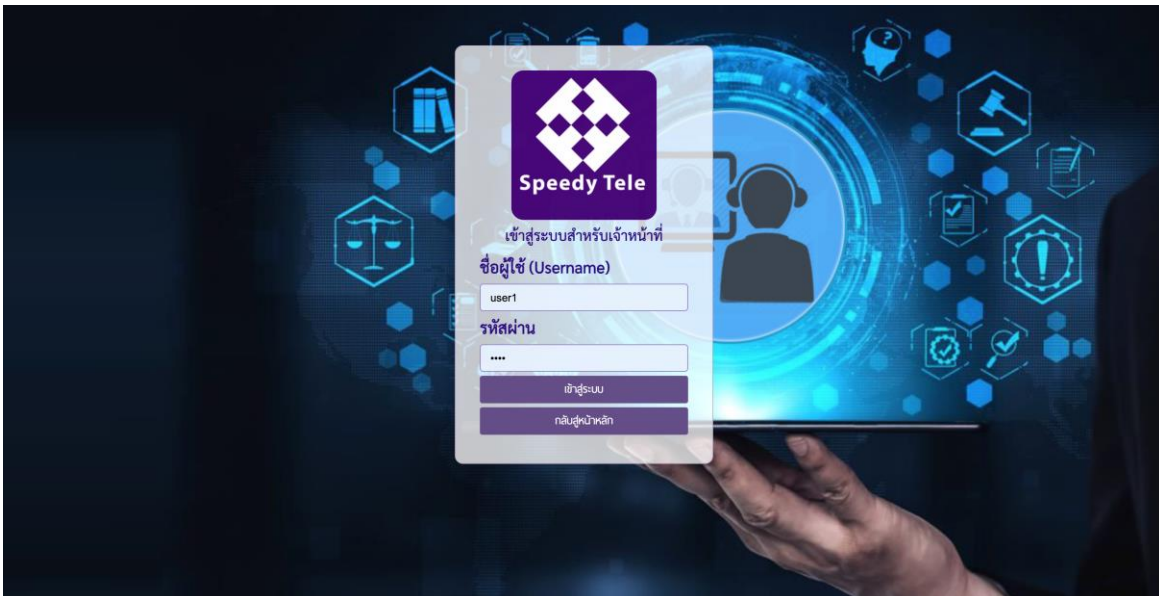 Speedy Tele
เข้าสู่ระบบสำหรับเจ้าหน้าที่
ชื่อผู้ใช้ (Username)
user1
รหัสผ่าน
••••
เข้าสู่ระบบ
กลับสู่หน้าหลัก